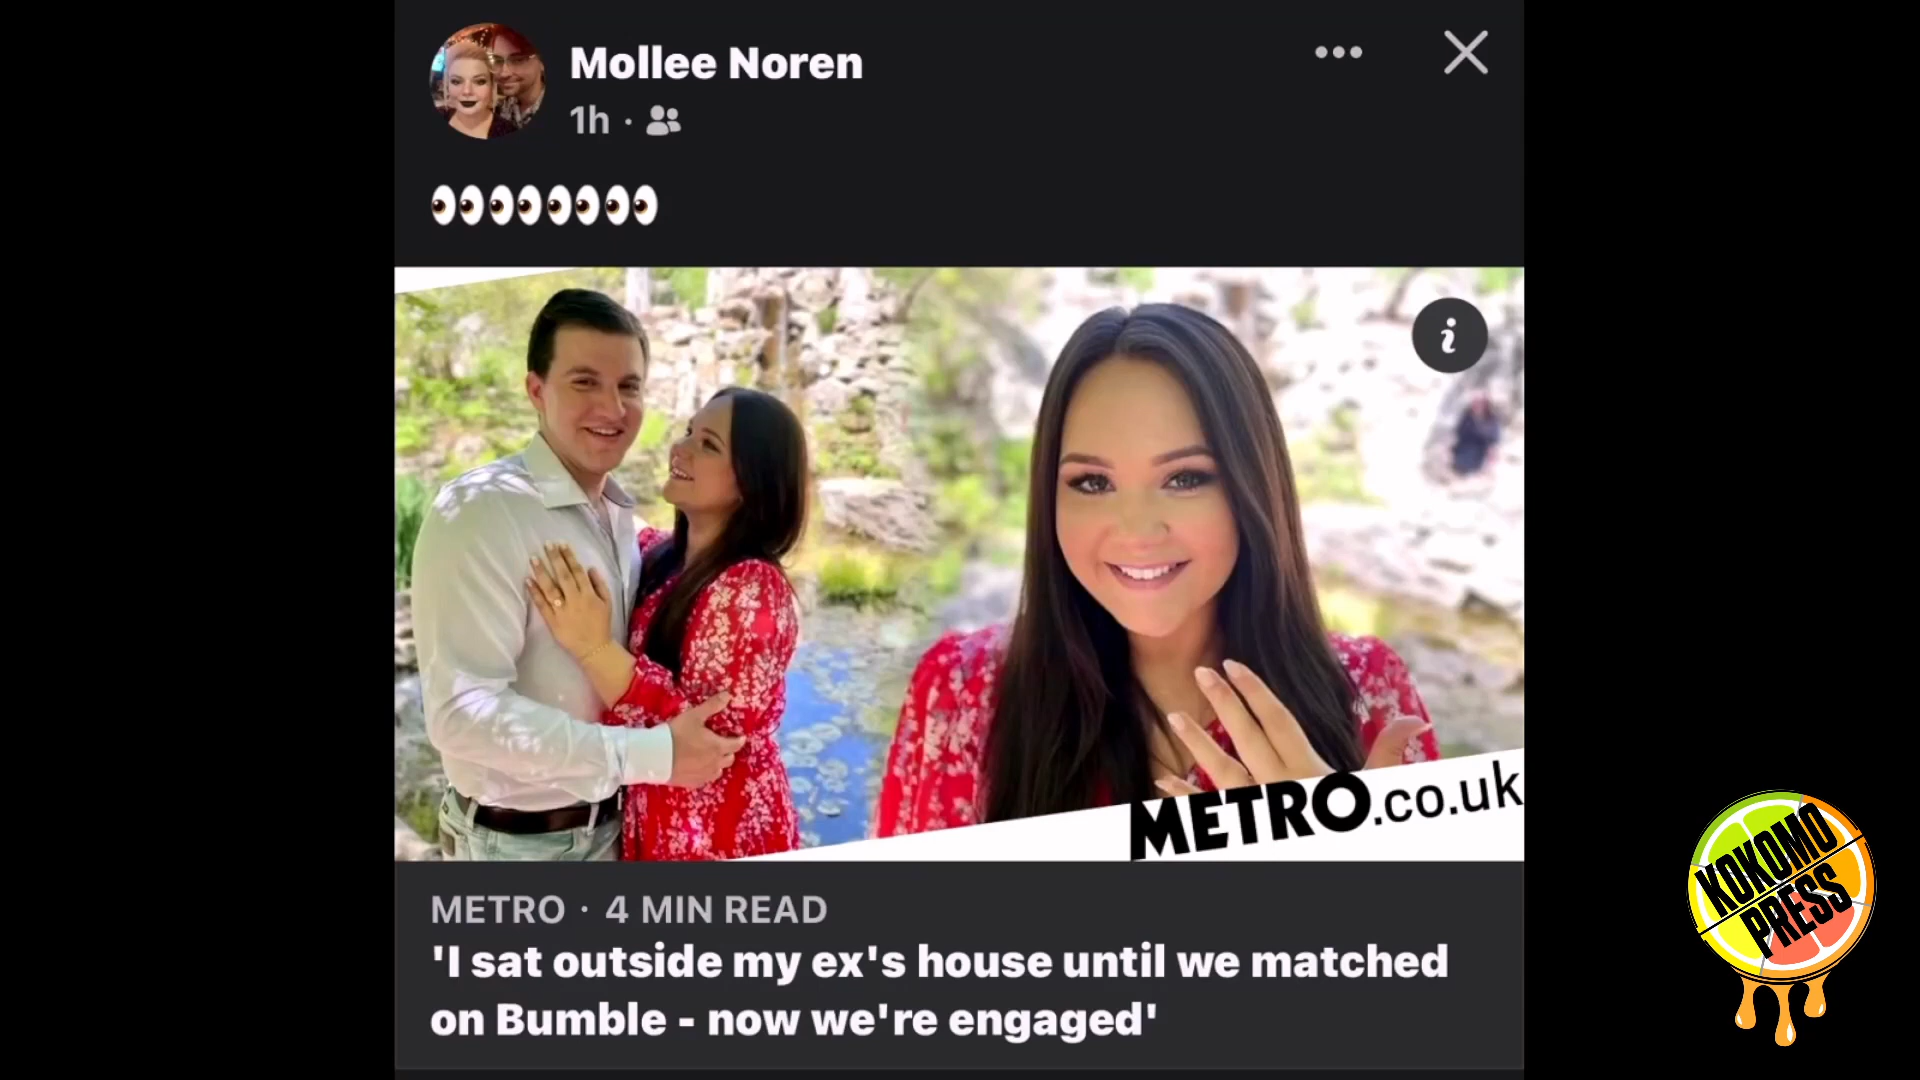 Mollee Noren
1h ·
👀👀👀👀
i
METRO.co.uk
METRO · 4 MIN READ
'I sat outside my ex's house until we matched
on Bumble - now we're engaged'
KOKOMO
PRESS